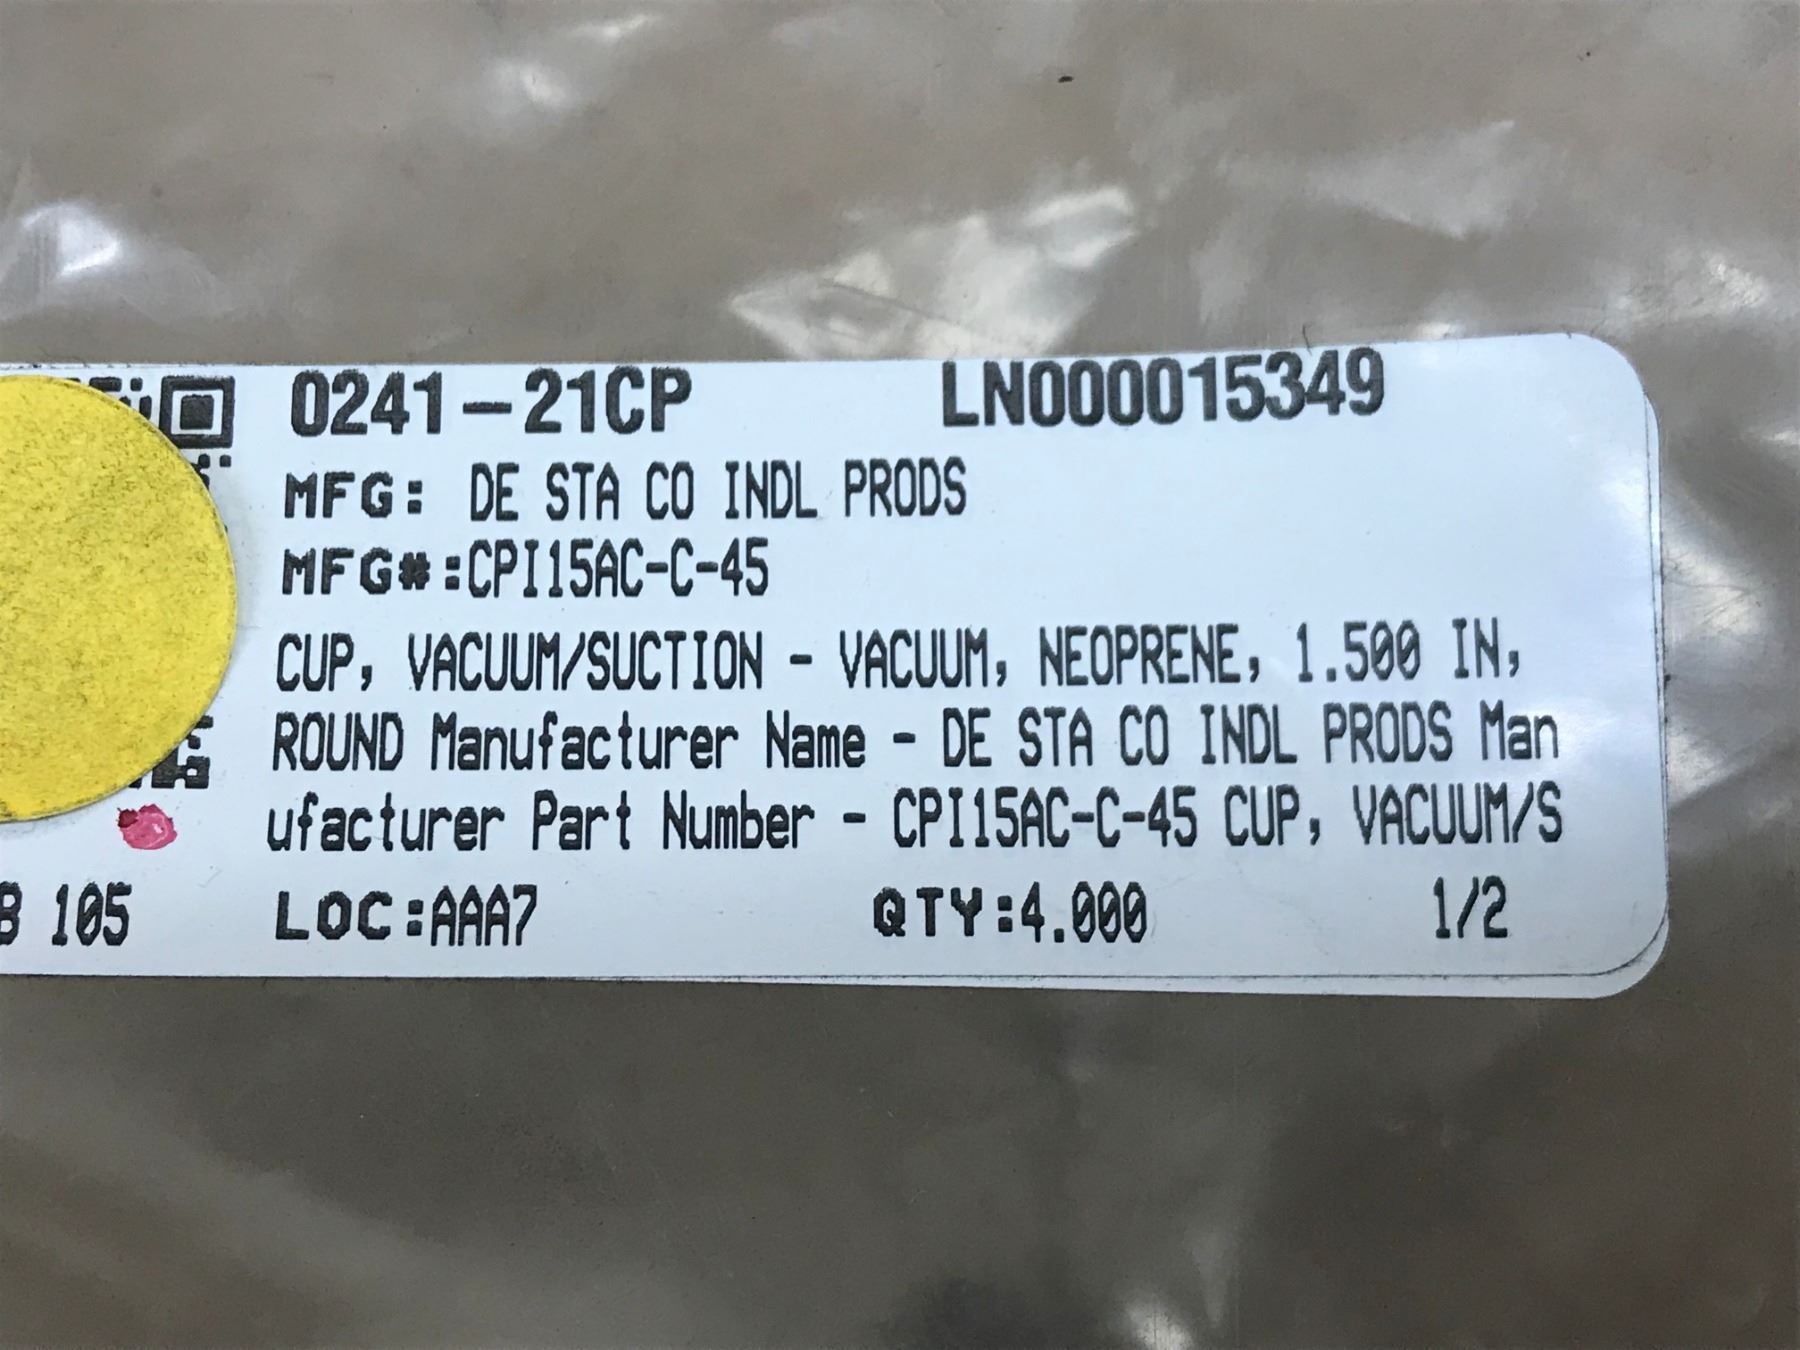 0241-21CP LN000015349
MFG: DE STA CO INDL PRODS
MFG#:CPI15AC-C-45
CUP, VACUUM/SUCTION - VACUUM, NEOPRENE, 1.500 IN,
ROUND Manufacturer Name - DE STA CO INDL PRODS Man
ufacturer Part Number - CPI15AC-C-45 CUP, VACUUM/S
B 105 LOC:AAA7 QTY:4.000 1/2